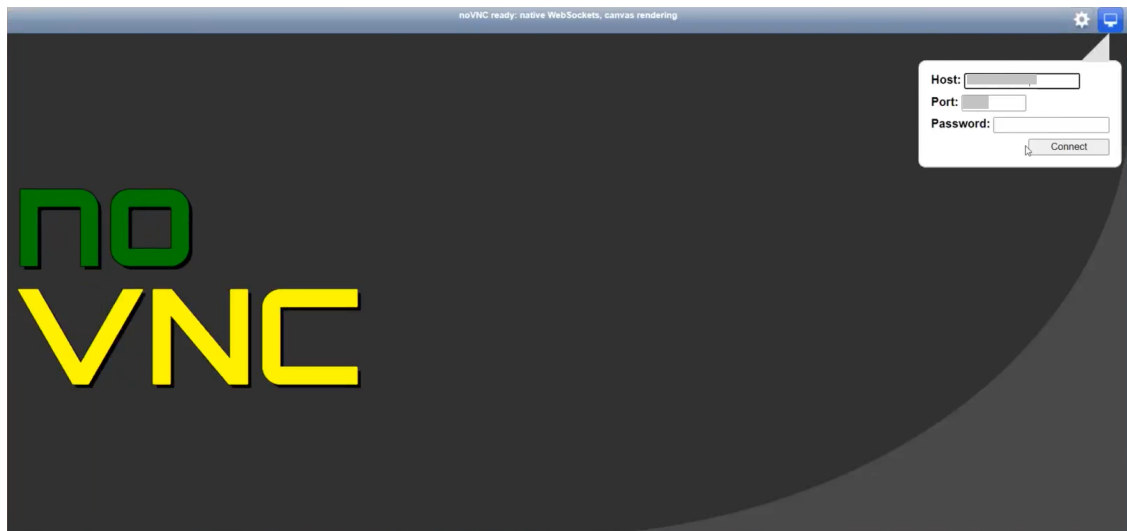 noVNC ready: native WebSockets, canvas rendering
Host:
Port:
Password:
Connect
no
VNC